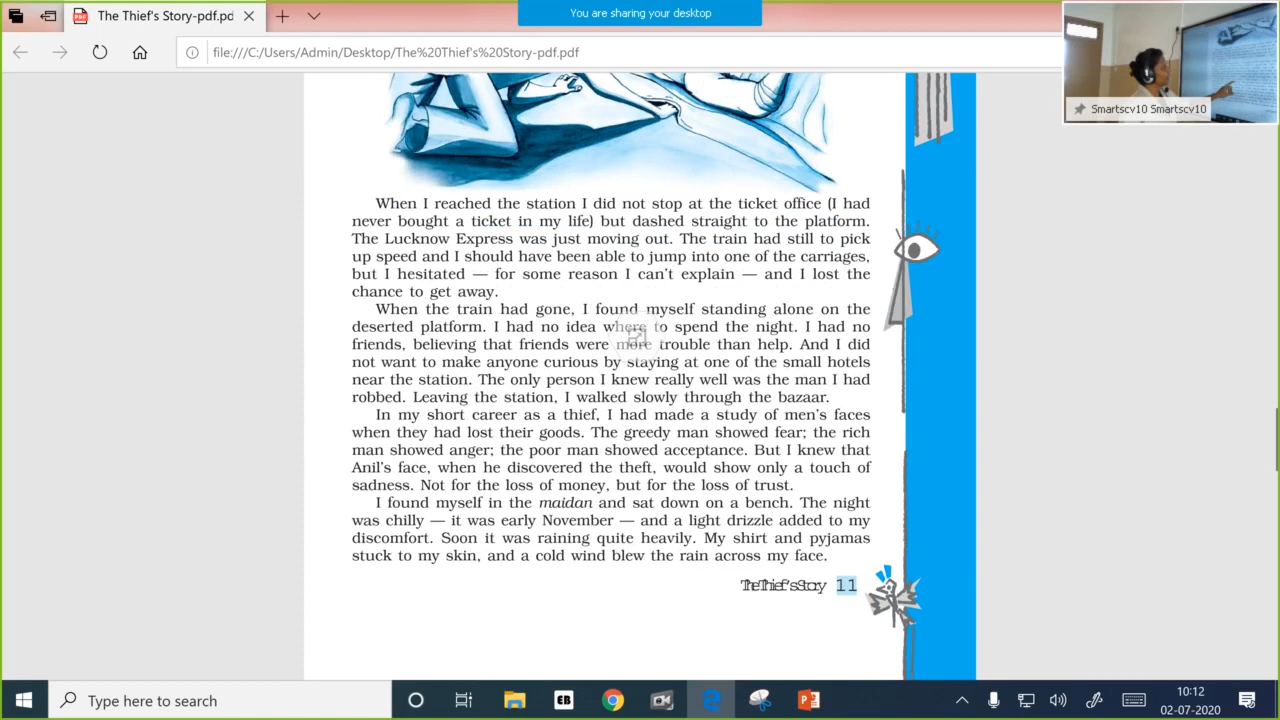 The Thief's Story-pdf.pd
You are sharing your desktop
file:///C:/Users/Admin/Desktop/The%20Thief's%20Story-pdf.pdf
Smartscv10 Smartscv10
When I reached the station I did not stop at the ticket office (I had
never bought a ticket in my life) but dashed straight to the platform.
The Lucknow Express was just moving out. The train had still to pick
up speed and I should have been able to jump into one of the carriages,
but I hesitated — for some reason I can't explain — and I lost the
chance to get away.
When the train had gone, I found myself standing alone on the
deserted platform. I had no idea where to spend the night. I had no
friends, believing that friends were more trouble than help. And I did
not want to make anyone curious by staying at one of the small hotels
near the station. The only person I knew really well was the man I had
robbed. Leaving the station, I walked slowly through the bazaar.
In my short career as a thief, I had made a study of men's faces
when they had lost their goods. The greedy man showed fear; the rich
man showed anger; the poor man showed acceptance. But I knew that
Anil's face, when he discovered the theft, would show only a touch of
sadness. Not for the loss of money, but for the loss of trust.
I found myself in the maidan and sat down on a bench. The night
was chilly — it was early November — and a light drizzle added to my
discomfort. Soon it was raining quite heavily. My shirt and pyjamas
stuck to my skin, and a cold wind blew the rain across my face.
The Thief's Story 11
Type here to search
10:12
02-07-2020